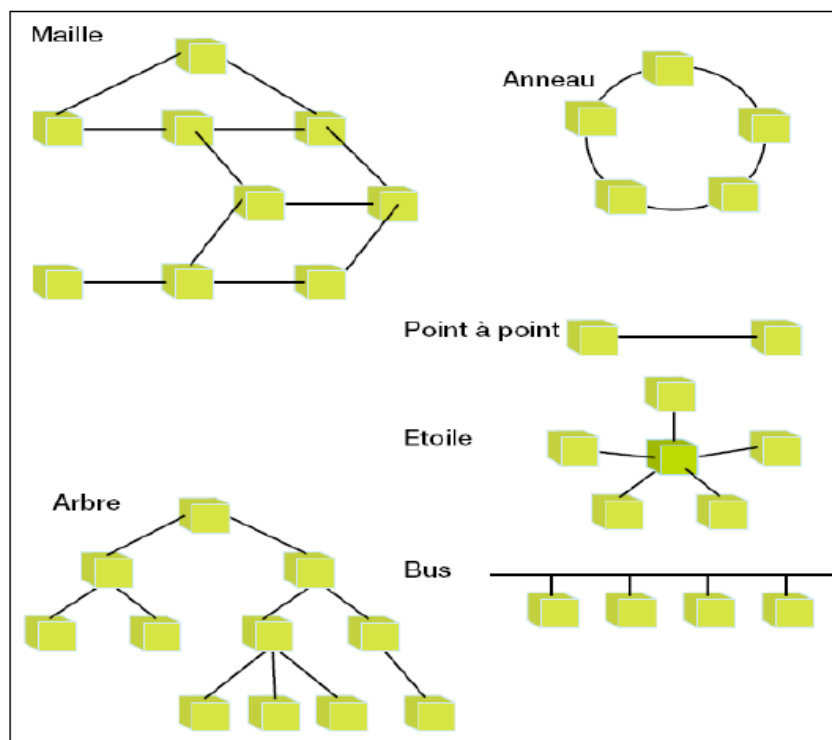 Maille
Anneau
Point à point
Etoile
Arbre
Bus